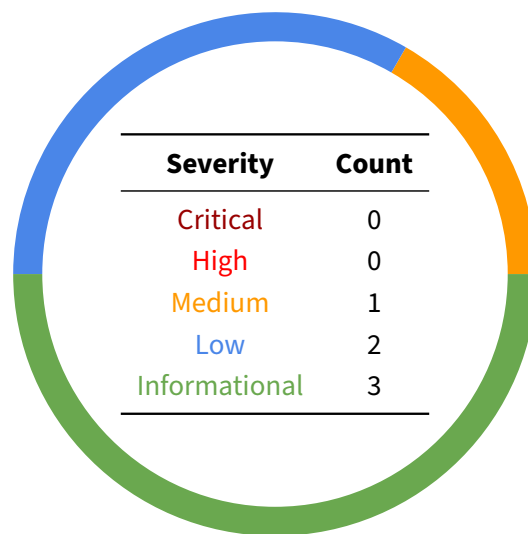 Severity Count
Critical 0
High 0
Medium 1
Low 2
Informational 3